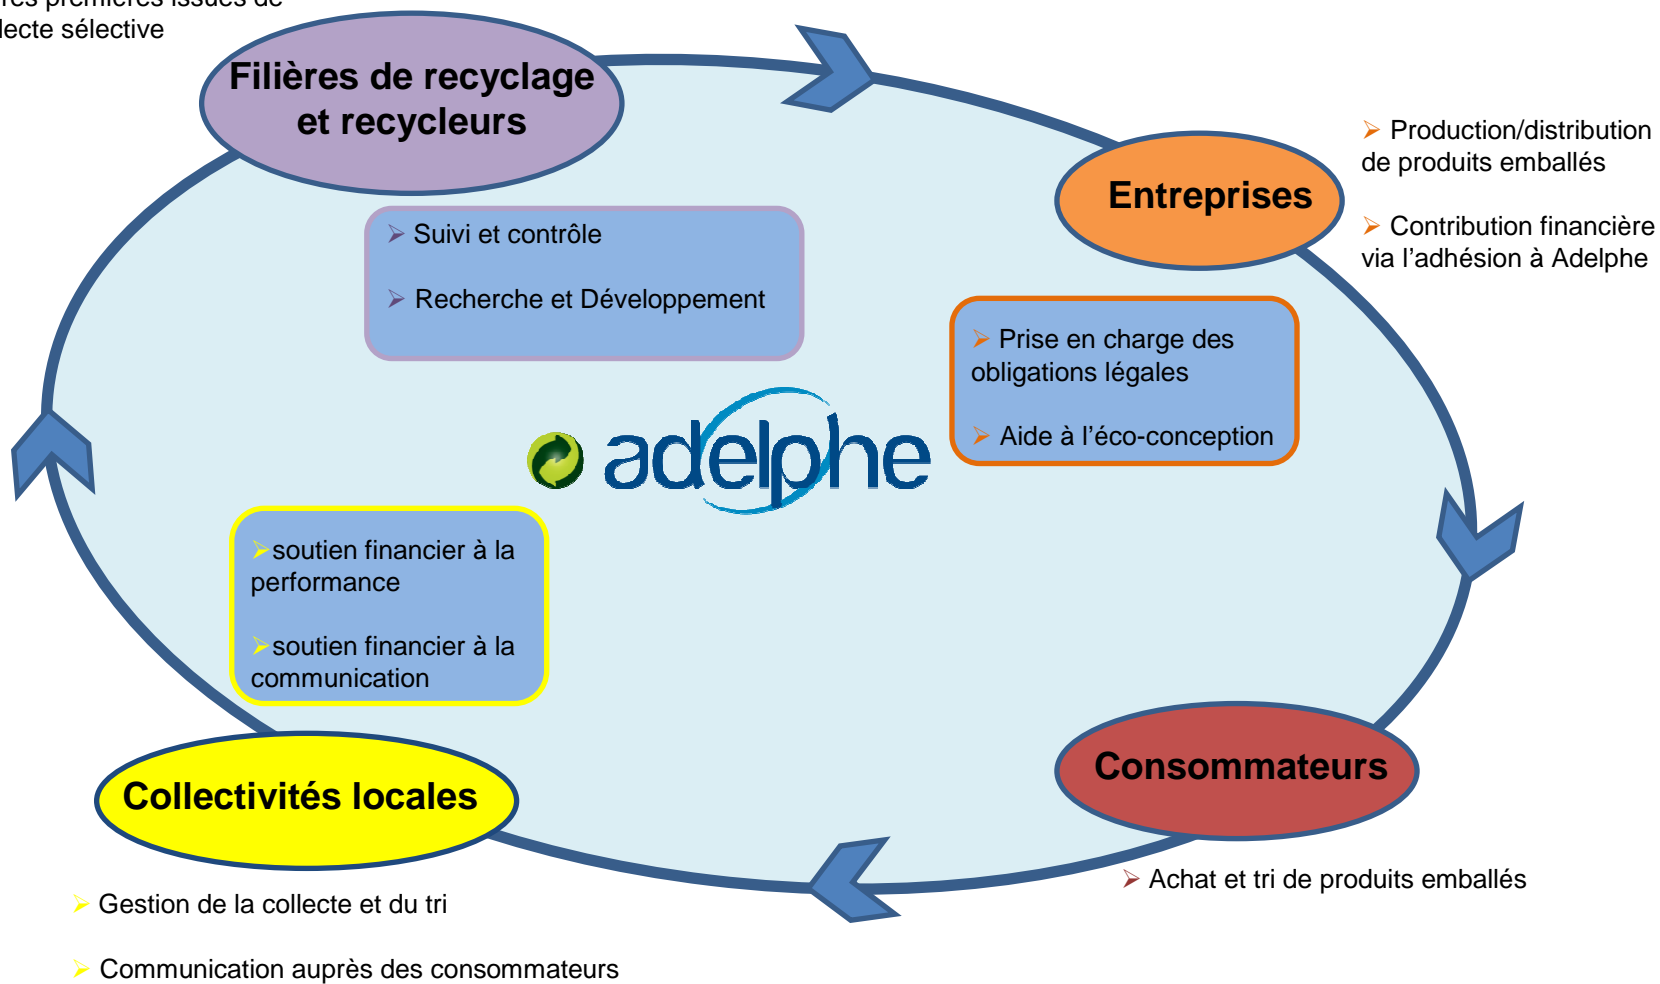 premières issues de
sélective
Filières de recyclage
et recycleurs
➢ Production/distribution
de produits emballés
Entreprises
➢ Contribution financière
via l’adhésion à Adelphe
➢ Suivi et contrôle
➢ Recherche et Développement
➢ Prise en charge des
obligations légales
➢ Aide à l’éco-conception
adelphe
➢soutien financier à la
performance
➢soutien financier à la
communication
Consommateurs
Collectivités locales
➢ Achat et tri de produits emballés
➢ Gestion de la collecte et du tri
➢ Communication auprès des consommateurs